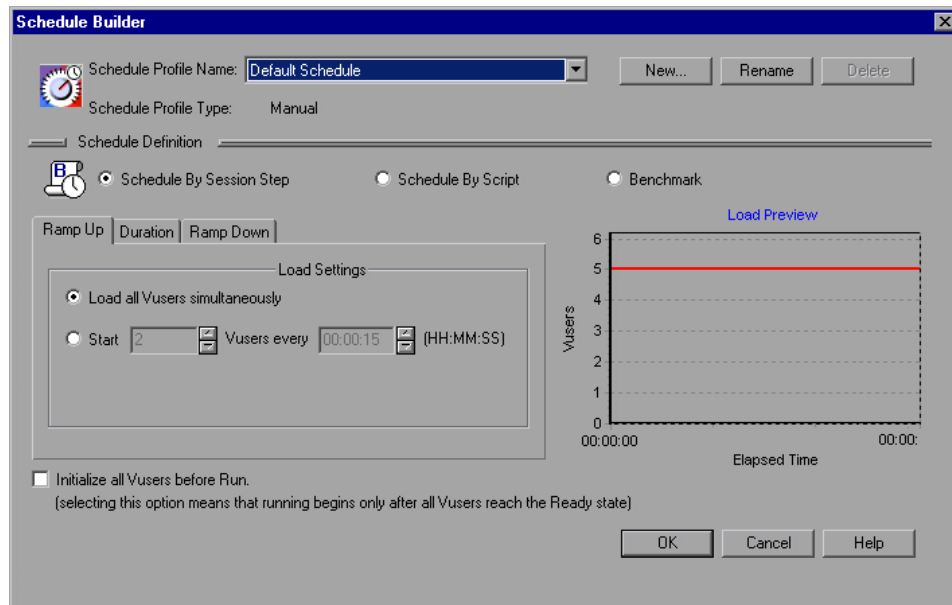 Schedule Builder
Schedule Profile Name: Default Schedule New... Rename Delete
Schedule Profile Type: Manual
Schedule Definition
B
Schedule By Session Step Schedule By Script Benchmark
Ramp Up Duration Ramp Down
Load Settings
Load all Vusers simultaneously
Start 2 Vusers every 00:00:15 (HH:MM:SS)
Load Preview
Vusers
6
5
4
3
2
1
0
00:00:00 00:00:
Elapsed Time
Initialize all Vusers before Run.
(selecting this option means that running begins only after all Vusers reach the Ready state)
OK Cancel Help